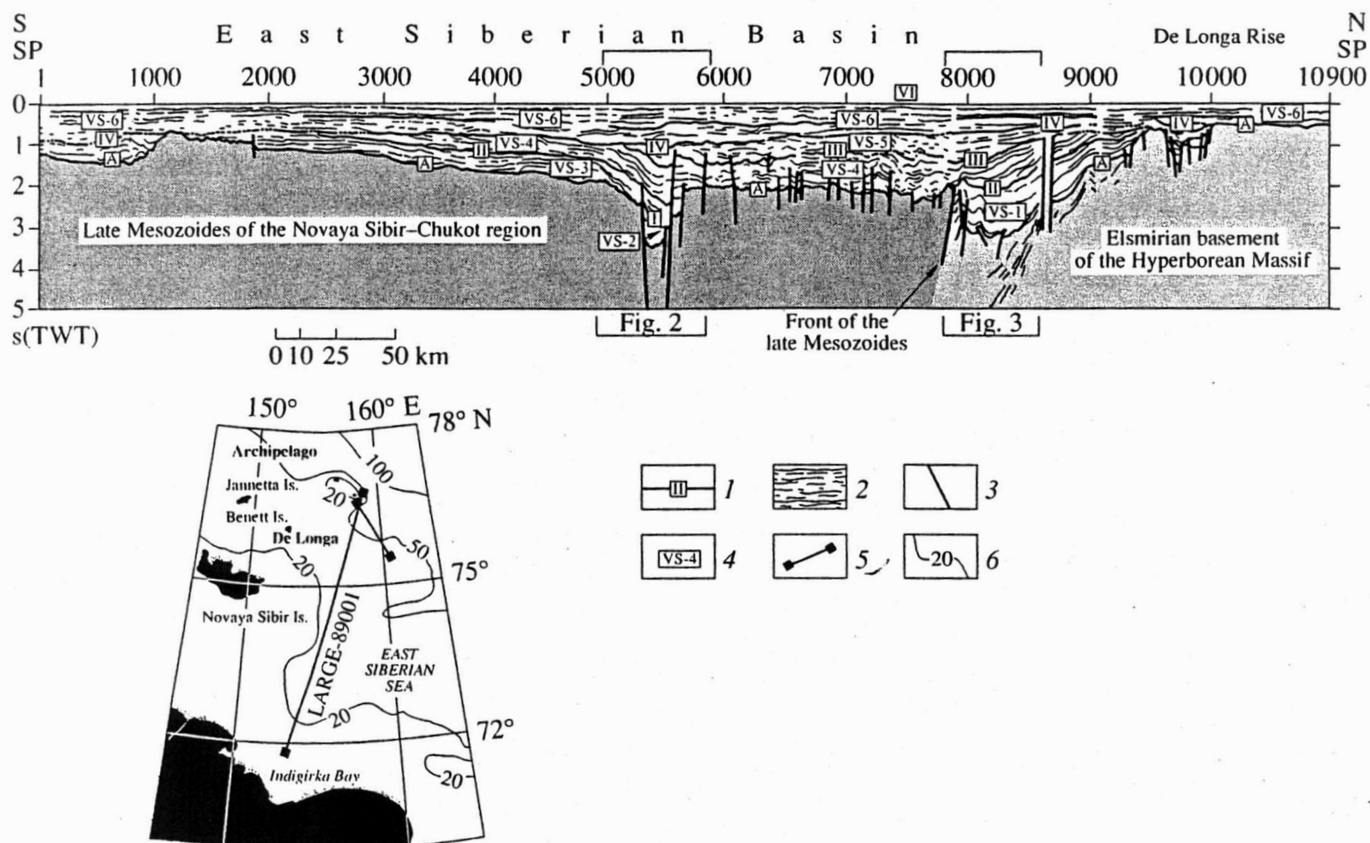 S East Siberian Basin De Longa Rise N
SP SP
1 1000 2000 3000 4000 5000 6000 7000 8000 9000 10000 10900
VI
0
VS-6 VS-6 VS-6 IV IV A VS-6
1
IV A II VS-4 IV III VS-5 III A
A VS-3 VS-4
2
A II
I VS-1
3
Late Mesozoides of the Novaya Sibir–Chukot region VS-2 Elsmirian basement
of the Hyperborean Massif
4
5
s(TWT)
Fig. 2 Front of the
late Mesozoides Fig. 3
0 10 25 50 km
150° 160° E 78° N
Archipelago
100
Jannetta Is.
20
Benett Is.
De Longa
50
20
75°
Novaya Sibir Is.
LARGE-89001
EAST
SIBERIAN
SEA
20
72°
20
Indigirka Bay
II 1 2 3
VS-4 4 5 20 6